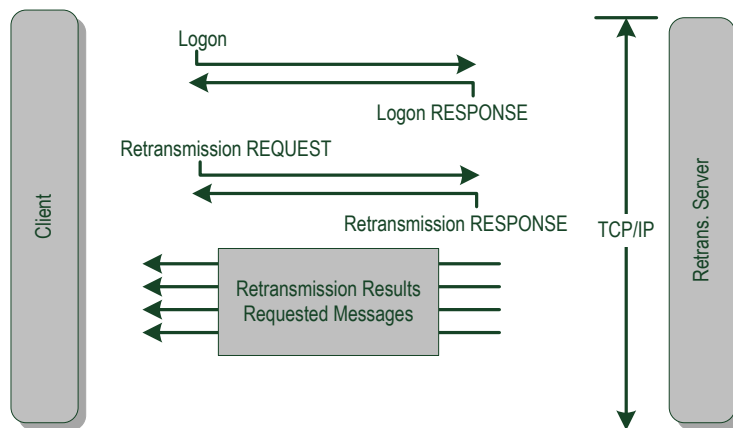 Logon
Logon RESPONSE
Retransmission REQUEST
Retransmission RESPONSE
Client
TCP/IP
Retrans. Server
Retransmission Results
Requested Messages